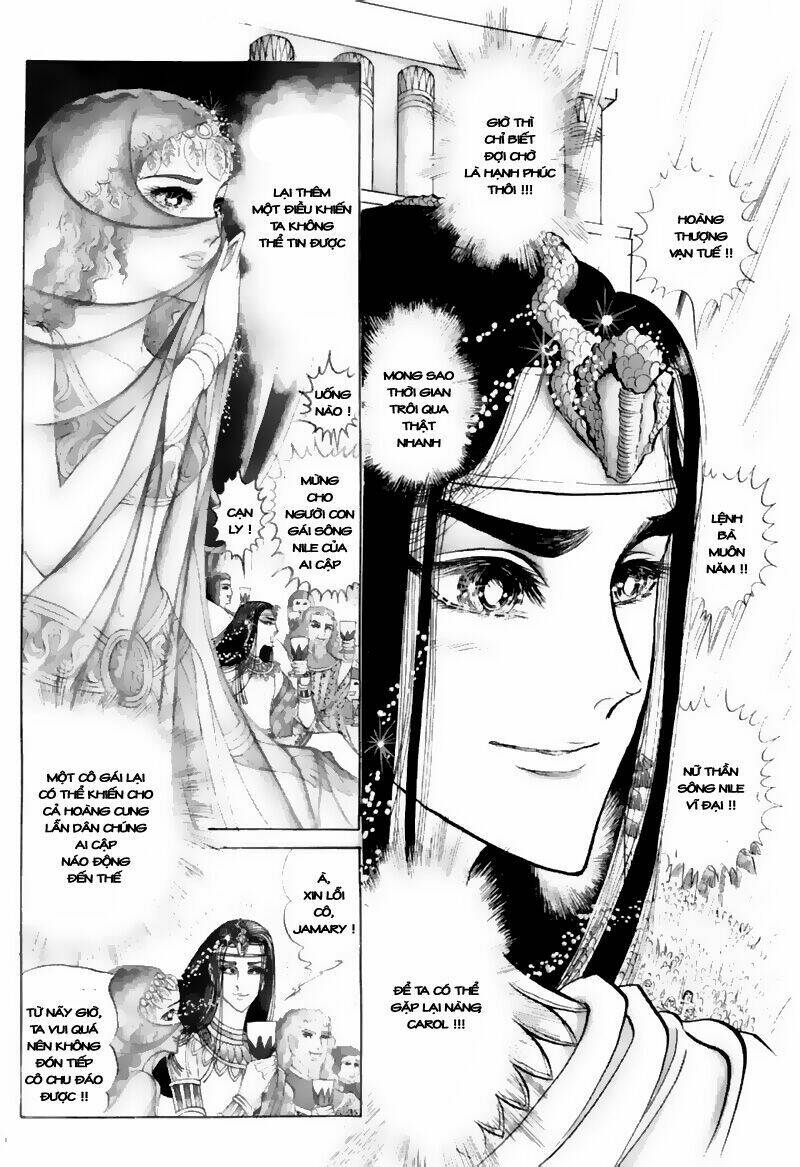 GIỜ THÌ
CHỈ BIẾT
ĐỢI CHỜ
LÀ HẠNH PHÚC
THÔI !!!
HOÀNG
THƯỢNG
VẠN TUẾ !!
MONG SAO
THỜI GIAN
TRÔI QUA
THẬT
NHANH
LỆNH
BÀ
MUÔN
NĂM !!
NỮ THẦN
SÔNG NILE
VĨ ĐẠI !!
ĐỂ TA CÓ THỂ
GẶP LẠI NÀNG,
CAROL !!!
LẠI THÊM
MỘT ĐIỀU KHIẾN
TA KHÔNG
THỂ TIN ĐƯỢC
UỐNG
NÀO !
MỪNG
CHO
NGƯỜI CON
GÁI SÔNG
NILE CỦA
AI CẬP
CẠN
LY !
MỘT CÔ GÁI LẠI
CÓ THỂ KHIẾN CHO
CẢ HOÀNG CUNG
LẪN DÂN CHÚNG
AI CẬP
NÁO ĐỘNG
ĐẾN THẾ
À,
XIN LỖI
CÔ,
JAMARY !
TỪ NÃY GIỜ,
TA VUI QUÁ
NÊN KHÔNG
ĐÓN TIẾP
CÔ CHU ĐÁO
ĐƯỢC !!